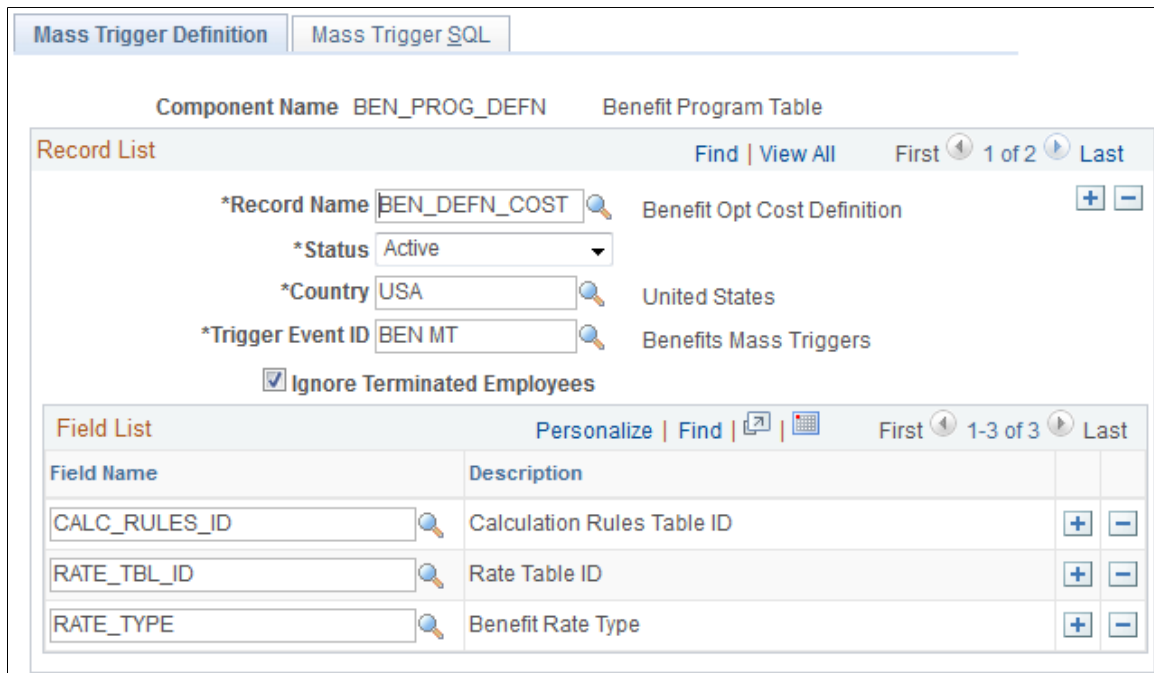 Mass Trigger Definition Mass Trigger SQL
Component Name BEN_PROG_DEFN Benefit Program Table
Record List Find | View All First 1 of 2 Last
*Record Name BEN_DEFN_COST Benefit Opt Cost Definition
*Status Active
*Country USA United States
*Trigger Event ID BEN MT Benefits Mass Triggers
Ignore Terminated Employees
Field List Personalize | Find | | First 1-3 of 3 Last
Field Name Description
CALC_RULES_ID Calculation Rules Table ID
RATE_TBL_ID Rate Table ID
RATE_TYPE Benefit Rate Type